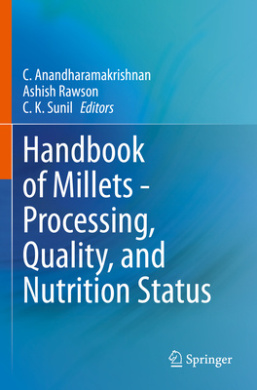 C. Anandharamakrishnan
Ashish Rawson
C. K. Sunil Editors
Handbook
of Millets -
Processing,
Quality, and
Nutrition Status
Springer